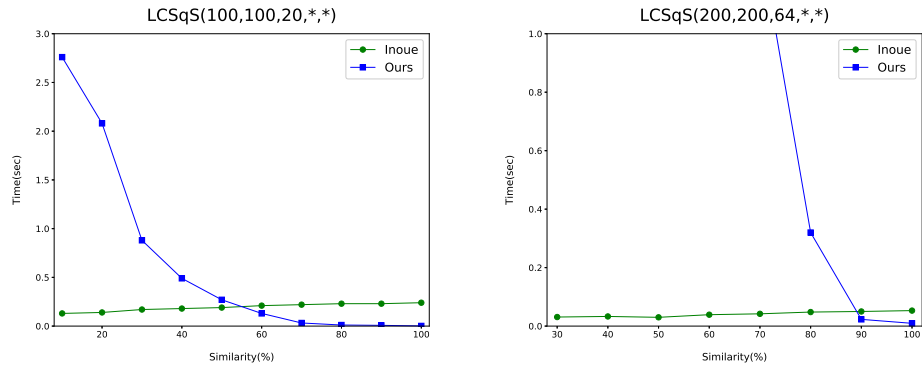 LCSqS(100,100,20,*,*)
3.0
2.5
2.0
1.5
1.0
0.5
0.0
Time(sec)
20 40 60 80 100
Similarity(%)
Inoue
Ours
LCSqS(200,200,64,*,*)
1.0
0.8
0.6
0.4
0.2
0.0
Time(sec)
30 40 50 60 70 80 90 100
Similarity(%)
Inoue
Ours